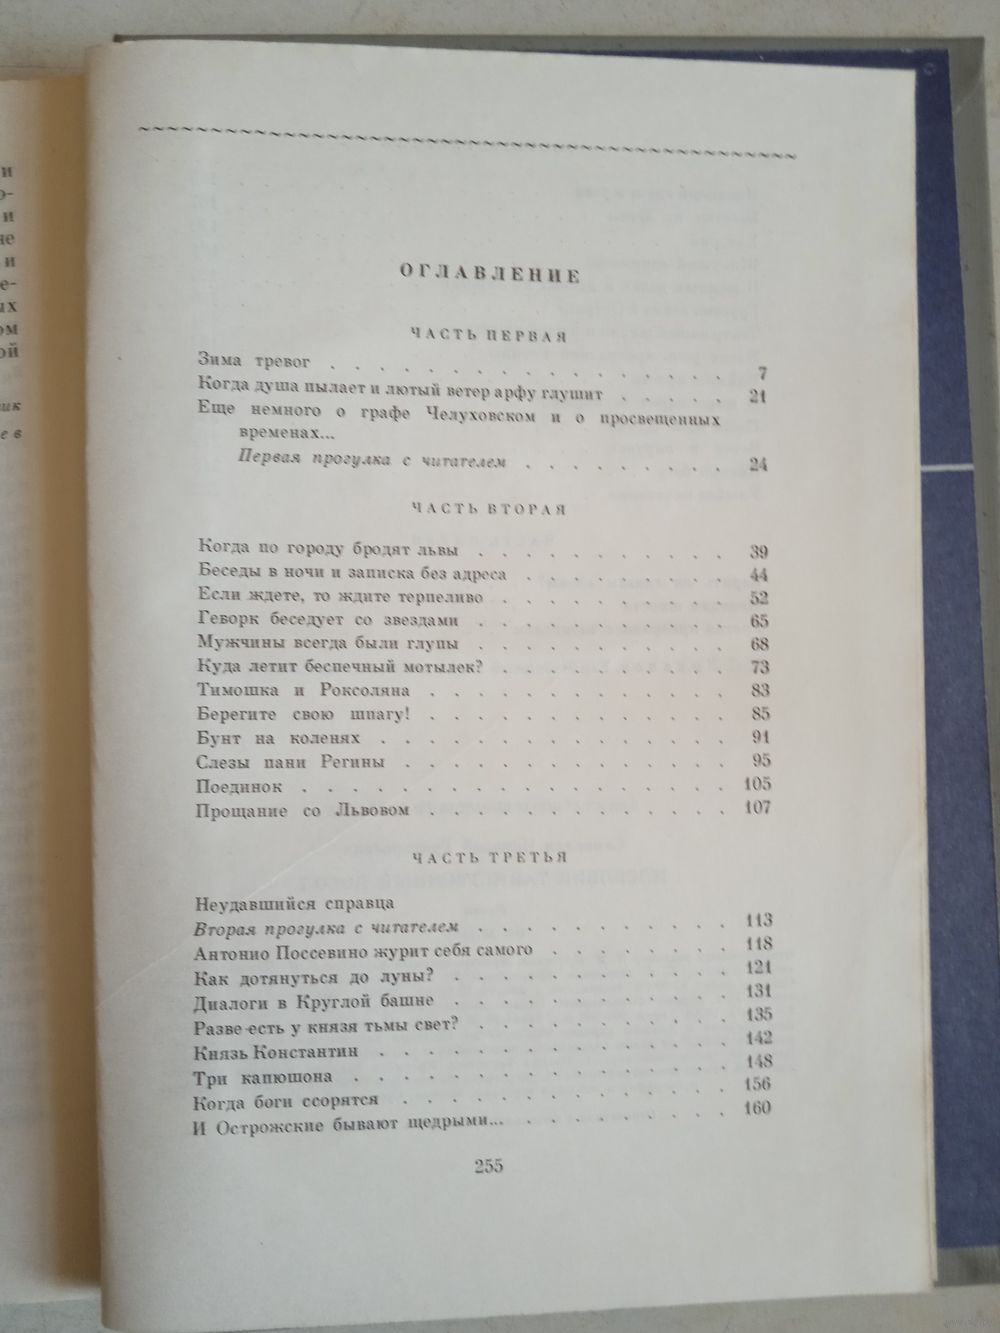 и
о-
и
не
и
е-
ых
ом
ой
ик
е в
ОГЛАВЛЕНИЕ
ЧАСТЬ ПЕРВАЯ
Зима тревог . . . . . . . . . . . . . . . . . 7
Когда душа пылает и лютый ветер арфу глушит . . . . . 21
Еще немного о графе Челуховском и о просвещенных
временах...
Первая прогулка с читателем . . . . . . . . . 24
ЧАСТЬ ВТОРАЯ
Когда по городу бродят львы . . . . . . . . . . . 39
Беседы в ночи и записка без адреса . . . . . . . . . 44
Если ждете, то ждите терпеливо . . . . . . . . . . 52
Геворк беседует со звездами . . . . . . . . . . . 65
Мужчины всегда были глупы . . . . . . . . . . . 68
Куда летит беспечный мотылек? . . . . . . . . . . 73
Тимошка и Роксоляна . . . . . . . . . . . . . 83
Берегите свою шпагу! . . . . . . . . . . . . . 85
Бунт на коленях . . . . . . . . . . . . . . . 91
Слезы пани Регины . . . . . . . . . . . . . . 95
Поединок . . . . . . . . . . . . . . . . . . 105
Прощание со Львовом . . . . . . . . . . . . . 107
ЧАСТЬ ТРЕТЬЯ
Неудавшийся справца
Вторая прогулка с читателем . . . . . . . . . . . 113
Антонио Поссевино журит себя самого . . . . . . . . 118
Как дотянуться до луны? . . . . . . . . . . . . 121
Диалоги в Круглой башне . . . . . . . . . . . . 131
Разве есть у князя тьмы свет? . . . . . . . . . . . 135
Князь Константин . . . . . . . . . . . . . . . 142
Три капюшона . . . . . . . . . . . . . . . . 148
Когда боги ссорятся . . . . . . . . . . . . . . 156
И Острожские бывают щедрыми... . . . . . . . . . 160
255